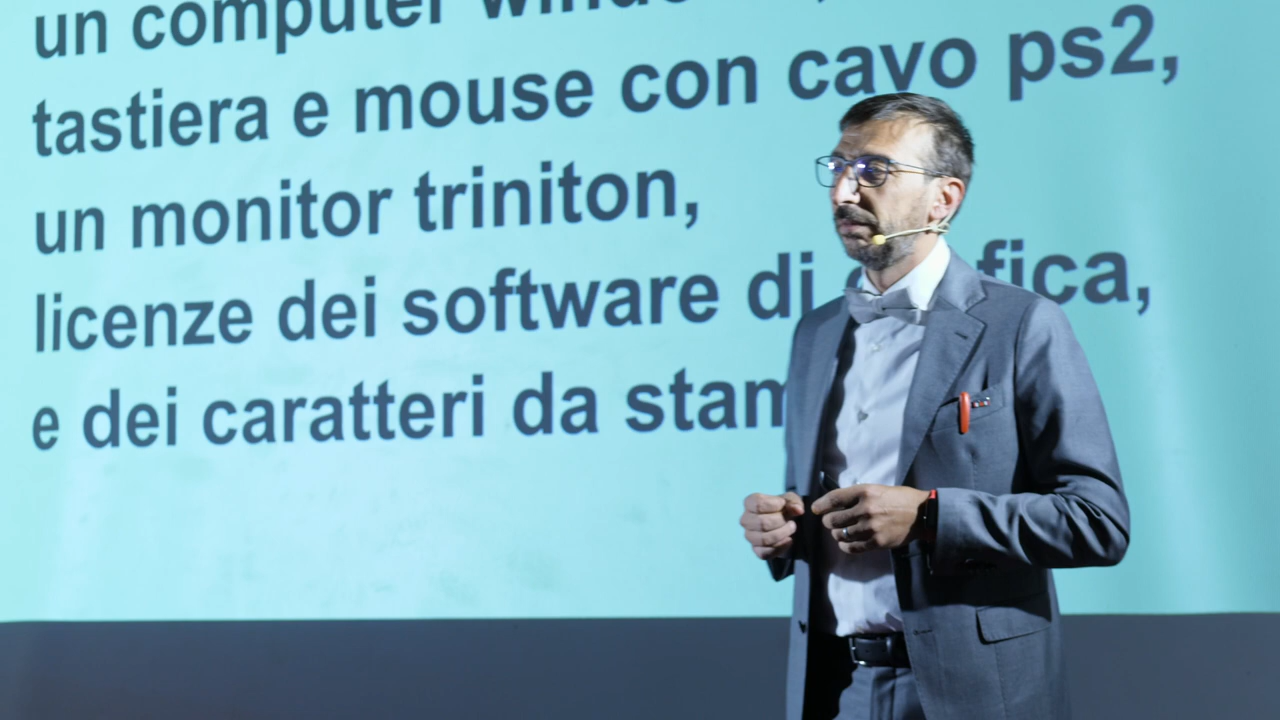 un computer
tastiera e mouse con cavo ps2,
un monitor triniton,
licenze dei software di
e dei caratteri da